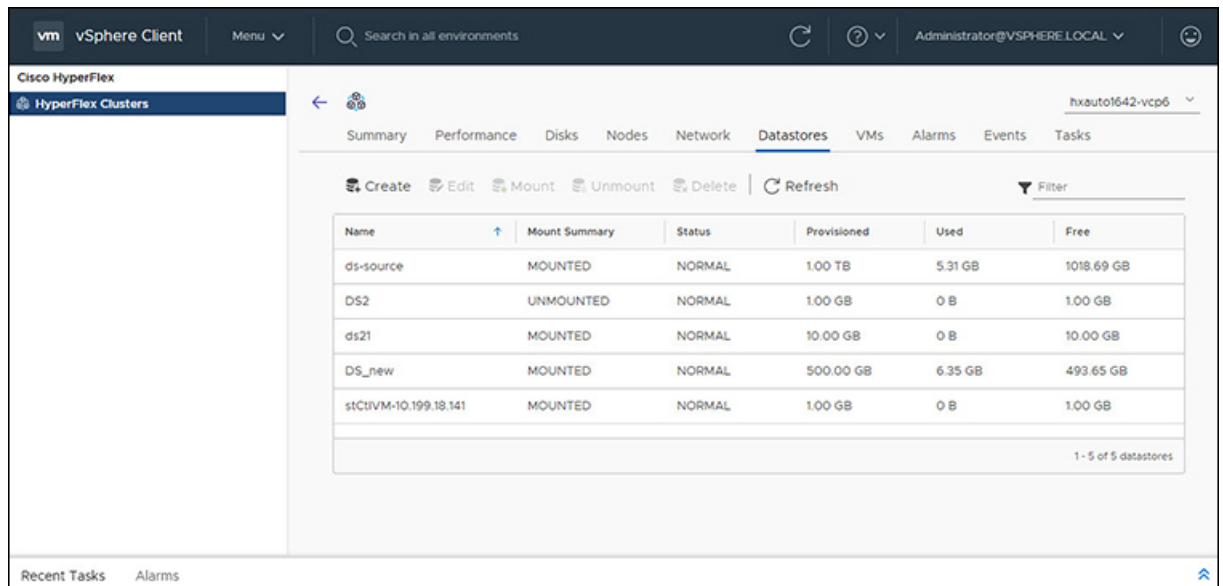 vm vSphere Client Menu Search in all environments Administrator@VSPHERE.LOCAL
Cisco HyperFlex
HyperFlex Clusters
hxauto1642-vcp6
Summary Performance Disks Nodes Network Datastores VMs Alarms Events Tasks
Create Edit Mount Unmount Delete Refresh Filter
Name Mount Summary Status Provisioned Used Free
ds-source MOUNTED NORMAL 1.00 TB 5.31 GB 1018.69 GB
DS2 UNMOUNTED NORMAL 1.00 GB 0 B 1.00 GB
ds21 MOUNTED NORMAL 10.00 GB 0 B 10.00 GB
DS_new MOUNTED NORMAL 500.00 GB 6.35 GB 493.65 GB
stCtlVM-10.199.18.141 MOUNTED NORMAL 1.00 GB 0 B 1.00 GB
1 - 5 of 5 datastores
Recent Tasks Alarms